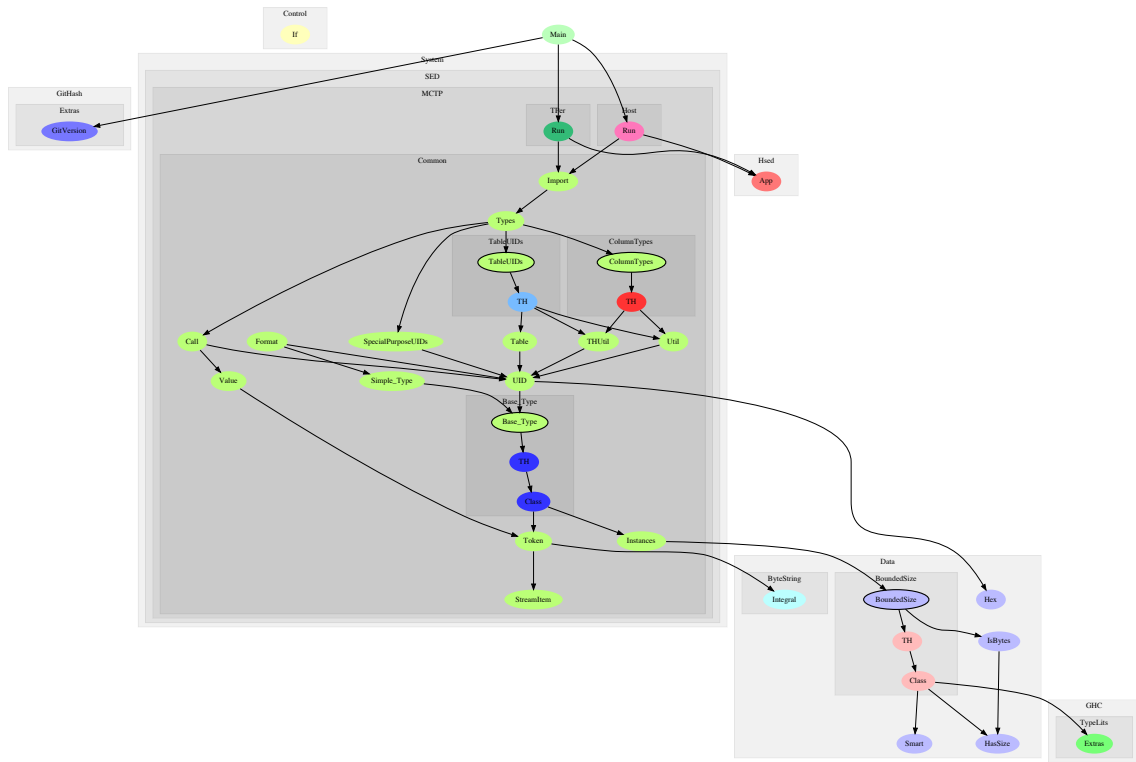 Control
If
Main
System
SED
GitHash
MCTP
Extras
TPer
Host
GitVersion
Run
Run
Common
Hsed
Import
App
Types
TableUIDs
ColumnTypes
TableUIDs
ColumnTypes
TH
TH
Call
Format
SpecialPurposeUIDs
Table
THUtil
Util
Value
Simple_Type
UID
Base_Type
Base_Type
TH
Class
Token
Instances
Data
ByteString
BoundedSize
StreamItem
Integral
BoundedSize
Hex
TH
IsBytes
Class
GHC
TypeLits
Smart
HasSize
Extras